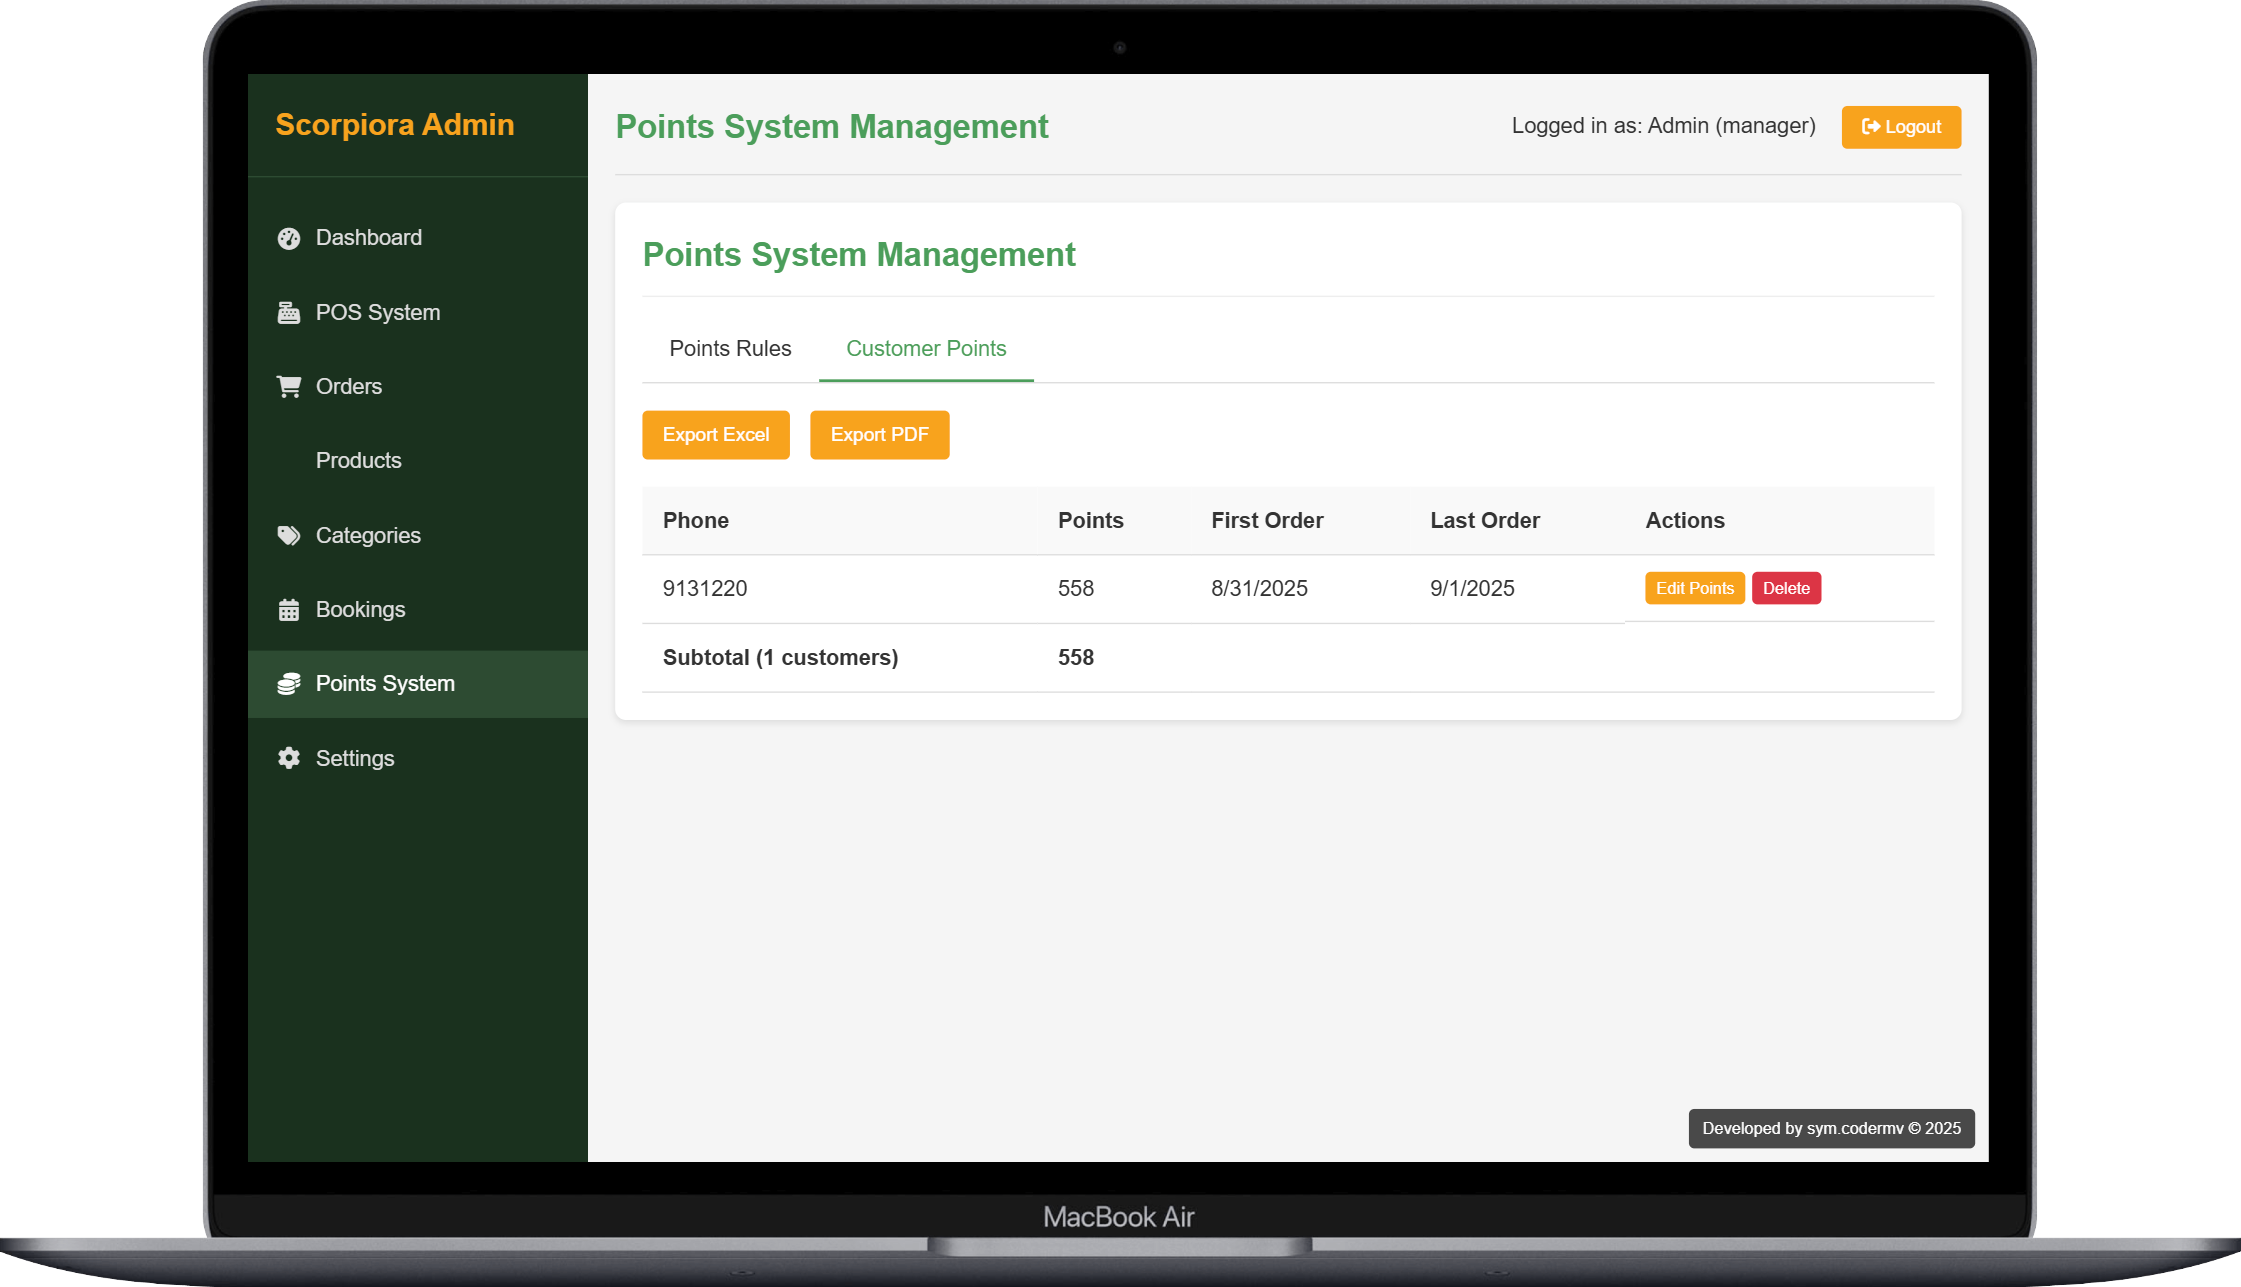 Scorpiora Admin
Dashboard
POS System
Orders
Products
Categories
Bookings
Points System
Settings
Points System Management
Logged in as: Admin (manager)
Logout
Points System Management
Points Rules
Customer Points
Export Excel
Export PDF
Phone Points First Order Last Order Actions
9131220 558 8/31/2025 9/1/2025 Edit Points Delete
Subtotal (1 customers) 558
Developed by sym.codermv © 2025
MacBook Air